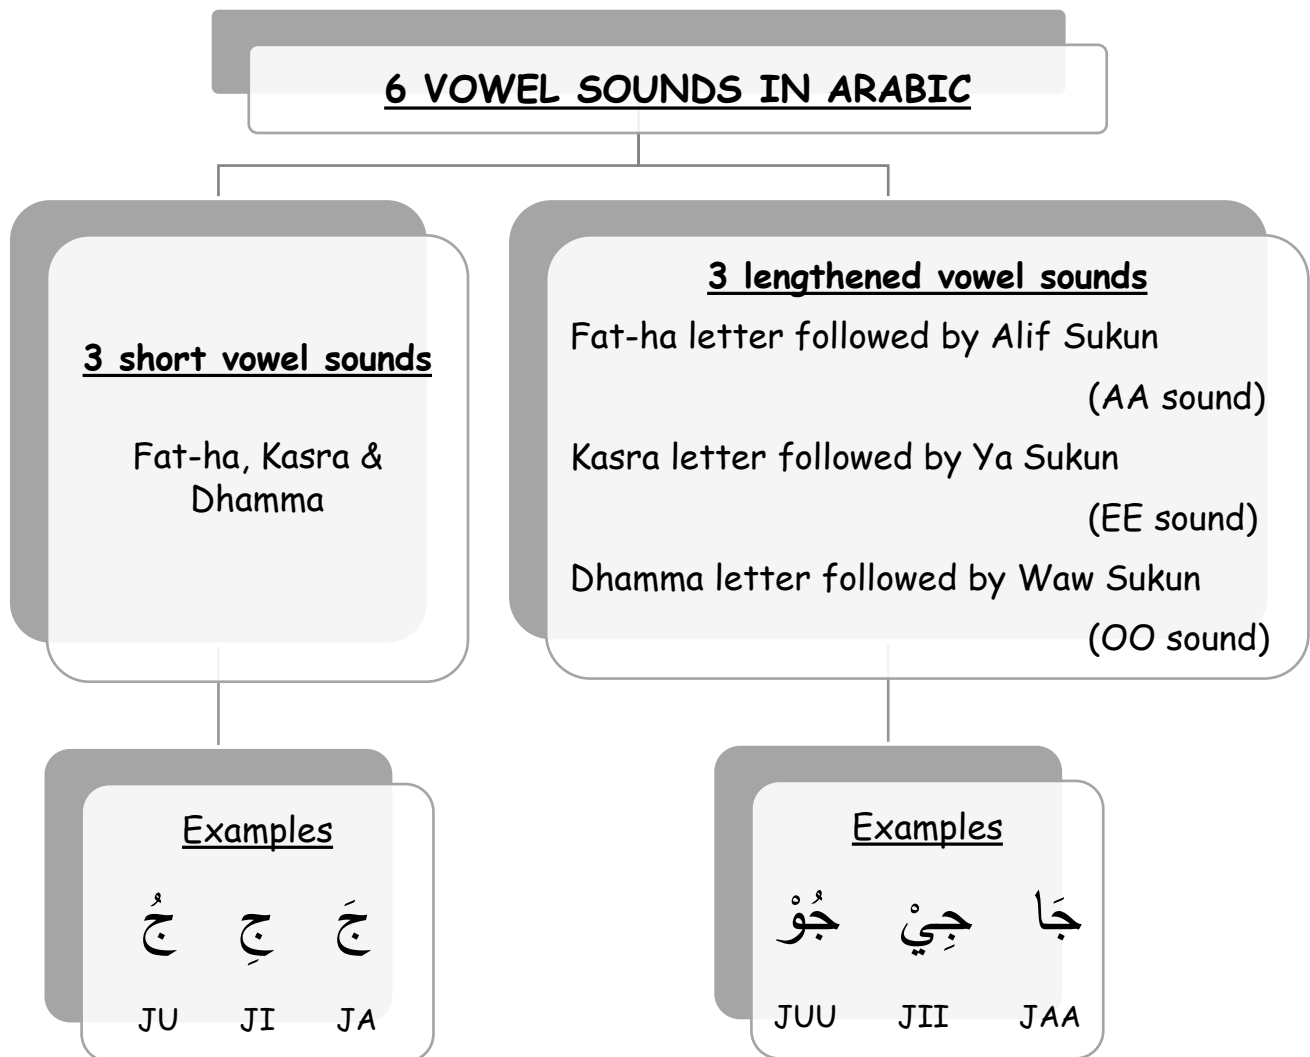 6 VOWEL SOUNDS IN ARABIC
3 short vowel sounds
Fat-ha, Kasra &
Dhamma
3 lengthened vowel sounds
Fat-ha letter followed by Alif Sukun
(AA sound)
Kasra letter followed by Ya Sukun
(EE sound)
Dhamma letter followed by Waw Sukun
(OO sound)
Examples
جَ جِ جُ
JU JI JA
Examples
جَا جِيْ جُوْ
JUU JII JAA